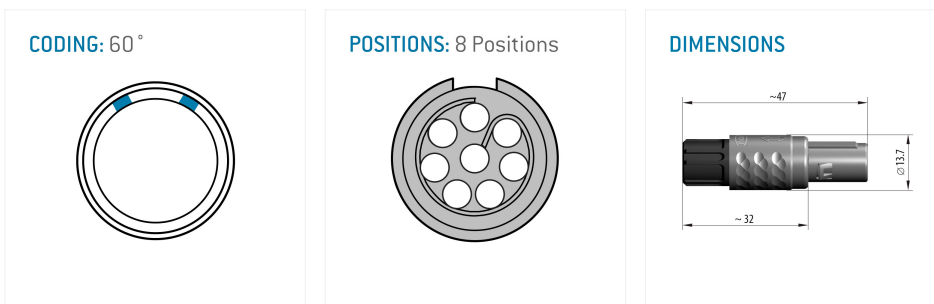 CODING: 60°
POSITIONS: 8 Positions
DIMENSIONS
~47
Ø 13.7
~ 32